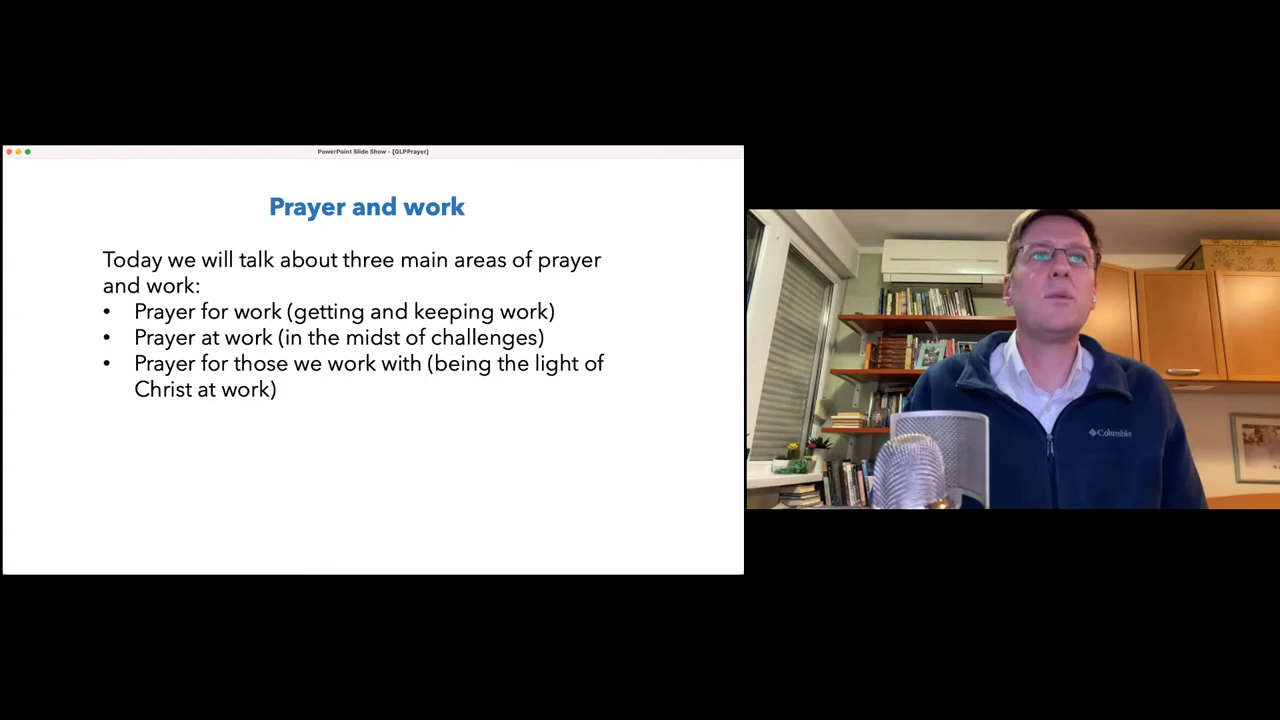 PowerPoint Slide Show - [GLPPrayer]
Prayer and work
Today we will talk about three main areas of prayer
and work:
• Prayer for work (getting and keeping work)
• Prayer at work (in the midst of challenges)
• Prayer for those we work with (being the light of
Christ at work)
Columbia